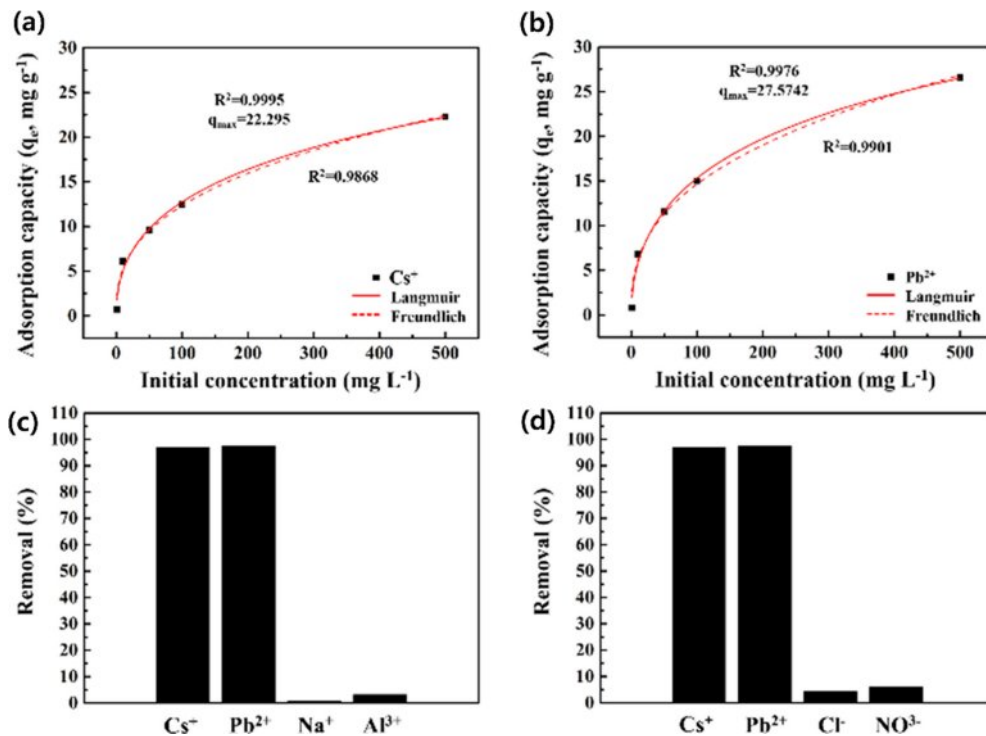 (a)
30
25
20
15
10
5
0
Adsorption capacity (qₑ, mg g⁻¹)
R²=0.9995
qₘₐₓ=22.295
R²=0.9868
Cs⁺
Langmuir
Freundlich
0 100 200 300 400 500
Initial concentration (mg L⁻¹)
(b)
30
25
20
15
10
5
0
Adsorption capacity (qₑ, mg g⁻¹)
R²=0.9976
qₘₐₓ=27.5742
R²=0.9901
Pb²⁺
Langmuir
Freundlich
0 100 200 300 400 500
Initial concentration (mg L⁻¹)
(c)
110
100
90
80
70
60
50
40
30
20
10
0
Removal (%)
Cs⁺ Pb²⁺ Na⁺ Al³⁺
(d)
110
100
90
80
70
60
50
40
30
20
10
0
Removal (%)
Cs⁺ Pb²⁺ Cl⁻ NO³⁻